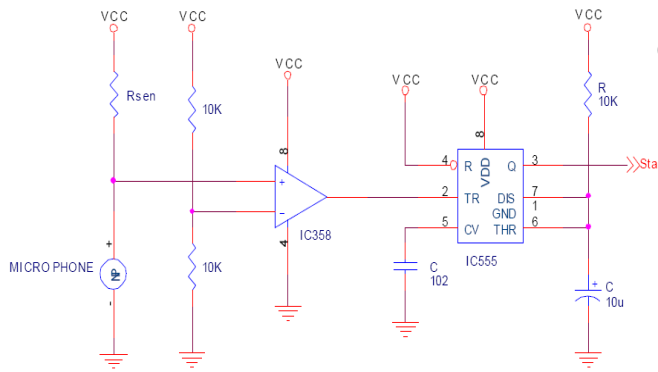 VCC
VCC
VCC
Rsen
10K
VCC
VCC
VCC
R
10K
8
+
-
4
IC358
10K
+
MICROPHONE
-
4
R
8
VDD
Q
3
Sta
2
TR
DIS
7
GND
1
5
CV
THR
6
IC555
C
102
+
C
10u